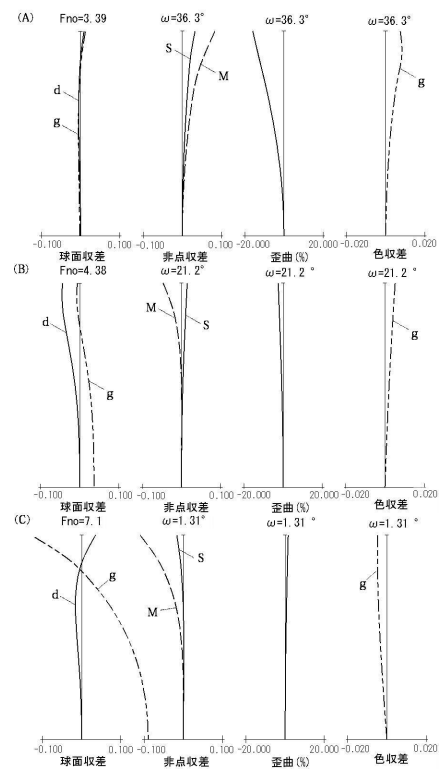 (A) Fno=3.39 ω=36.3° ω=36.3° ω=36.3°
S
M
d
g
g
-0.100 0.100 -0.100 0.100 -20.000 20.000 -0.020 0.020
球面収差 非点収差 歪曲(%) 色収差
(B) Fno=4.38 ω=21.2° ω=21.2 ° ω=21.2 °
d
M
S
g
g
-0.100 0.100 -0.100 0.100 -20.000 20.000 -0.020 0.020
球面収差 非点収差 歪曲(%) 色収差
(C) Fno=7.1 ω=1.31° ω=1.31 ° ω=1.31 °
S
g
g
d
M
-0.100 0.100 -0.100 0.100 -20.000 20.000 -0.020 0.020
球面収差 非点収差 歪曲(%) 色収差